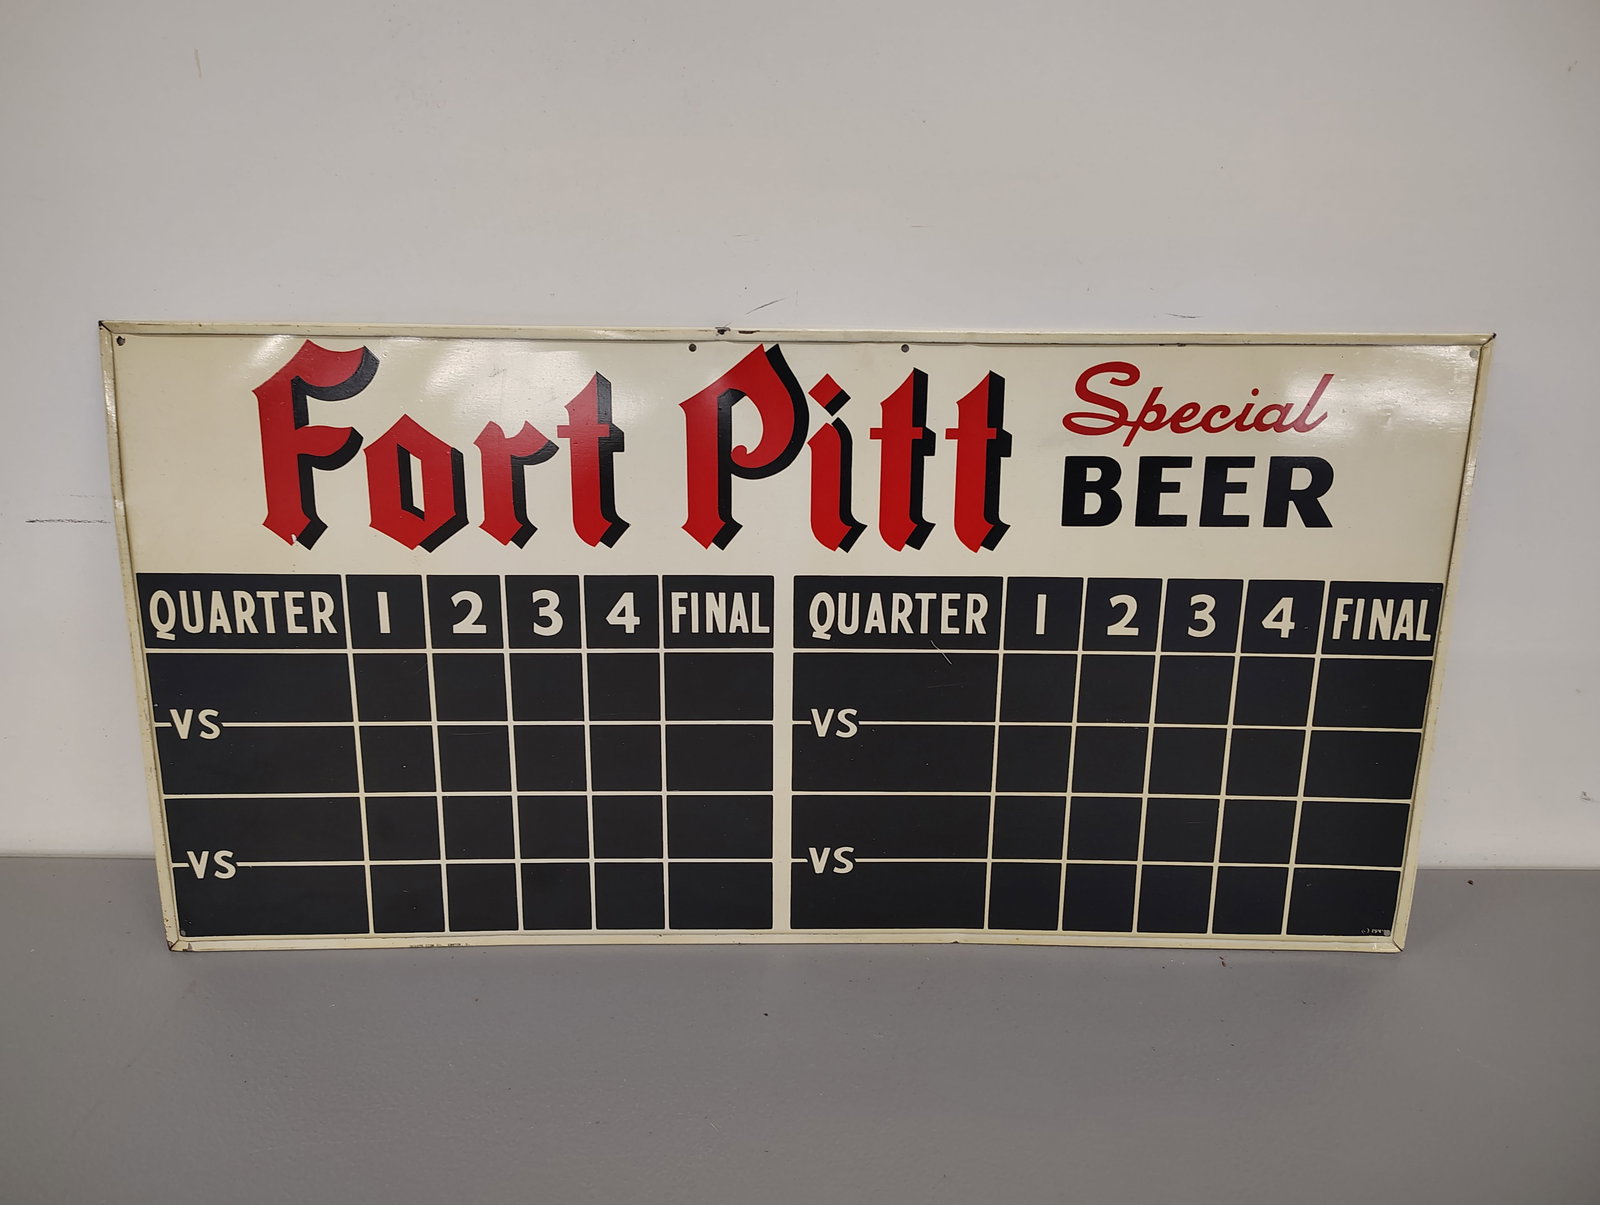 Fort Pitt Special BEER
QUARTER 1 2 3 4 FINAL QUARTER 1 2 3 4 FINAL
VS VS
VS VS